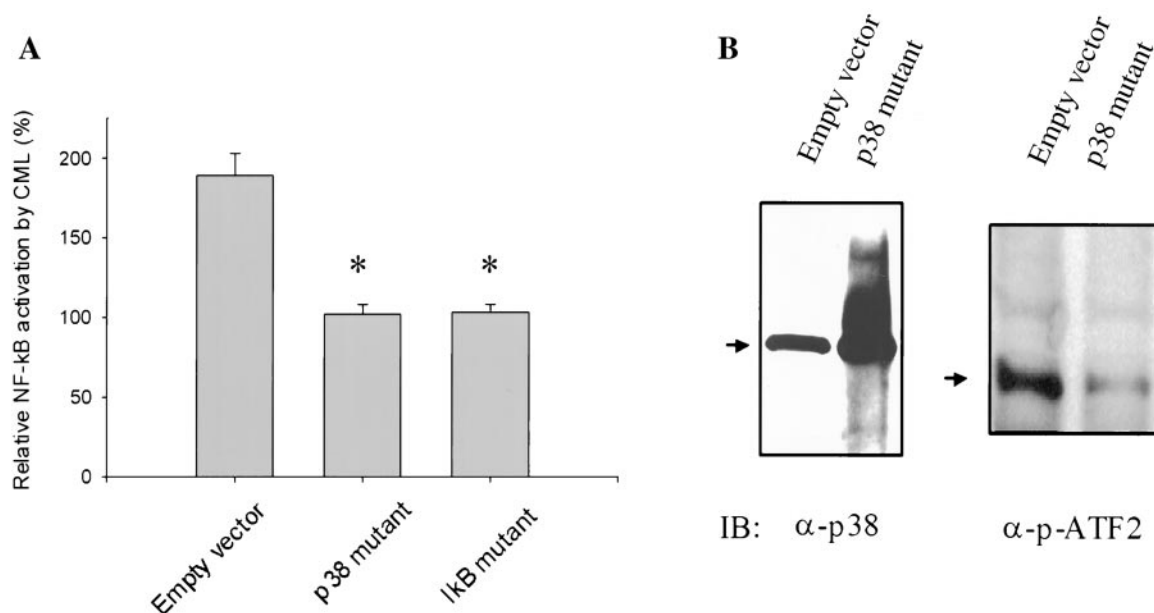 A
Relative NF-kB activation by CML (%)
200
150
100
50
0
*
*
Empty vector
p38 mutant
IkB mutant
B
Empty vector
p38 mutant
Empty vector
p38 mutant
IB: α-p38
α-p-ATF2